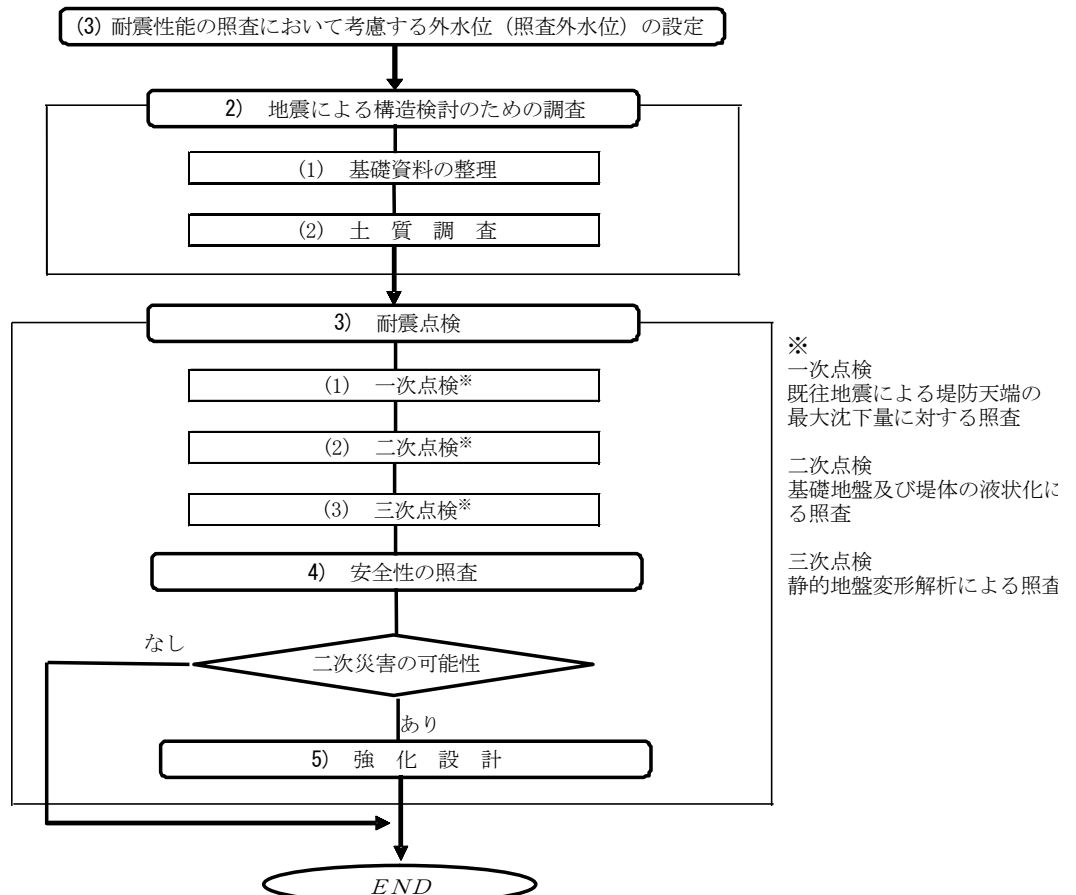 (3) 耐震性能の照査において考慮する外水位（照査外水位）の設定
2) 地震による構造検討のための調査
(1) 基礎資料の整理
(2) 土 質 調 査
3) 耐震点検
(1) 一次点検※
(2) 二次点検※
(3) 三次点検※
4) 安全性の照査
なし
二次災害の可能性
あり
5) 強 化 設 計
END
※
一次点検
既往地震による堤防天端の
最大沈下量に対する照査
二次点検
基礎地盤及び堤体の液状化に
る照査
三次点検
静的地盤変形解析による照査